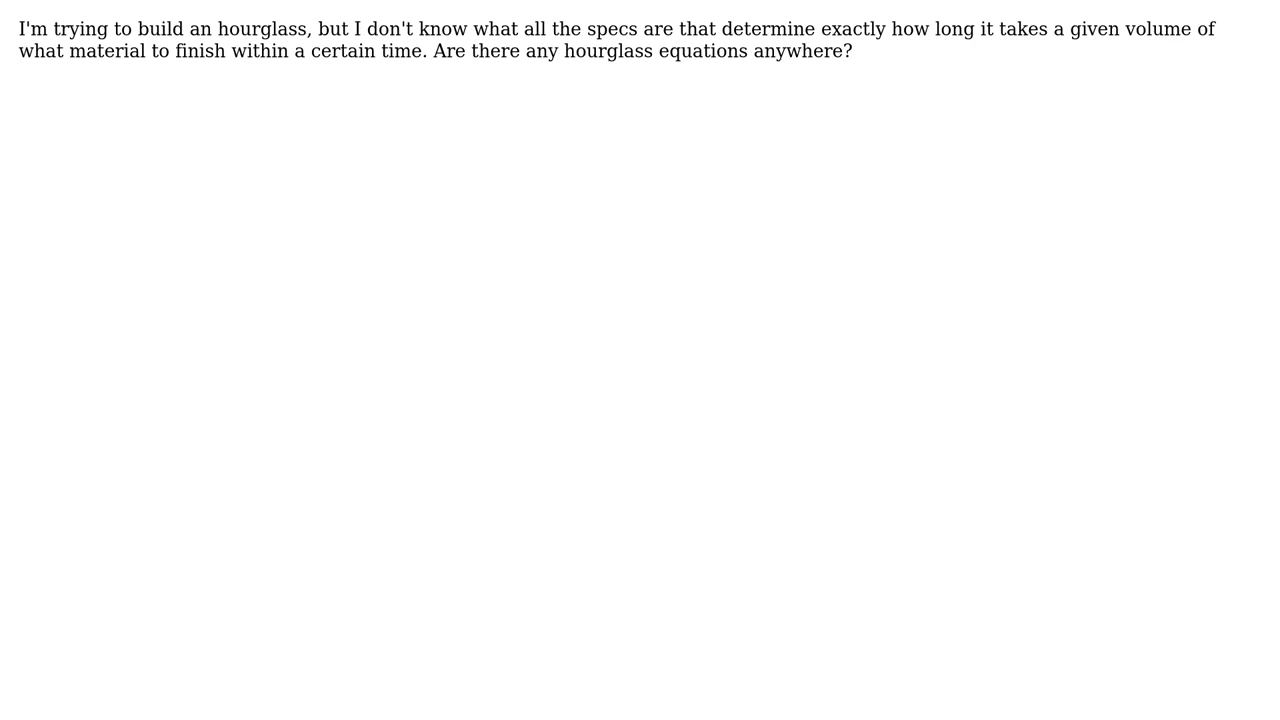 I'm trying to build an hourglass, but I don't know what all the specs are that determine exactly how long it takes a given volume of
what material to finish within a certain time. Are there any hourglass equations anywhere?